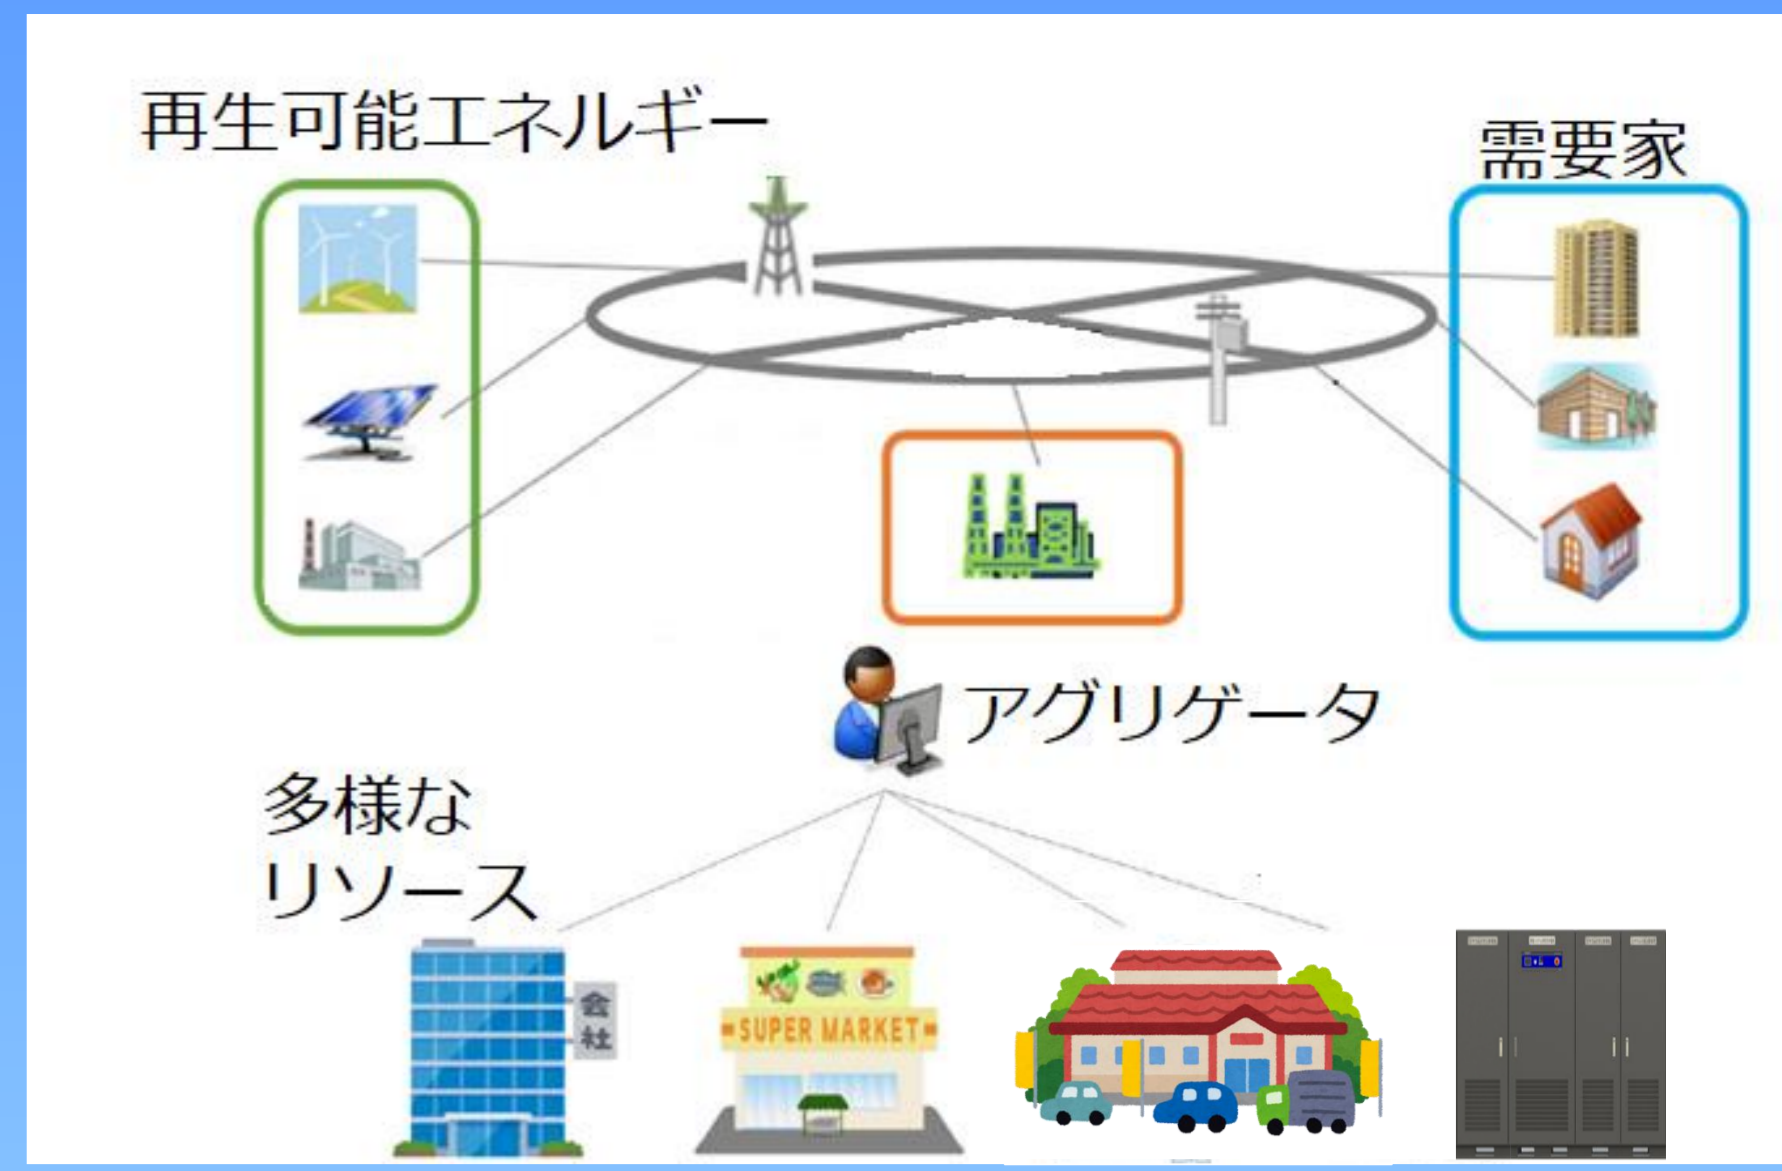 再生可能エネルギー
需要家
アグリゲータ
多様な
リソース
会
社
SUPER MARKET